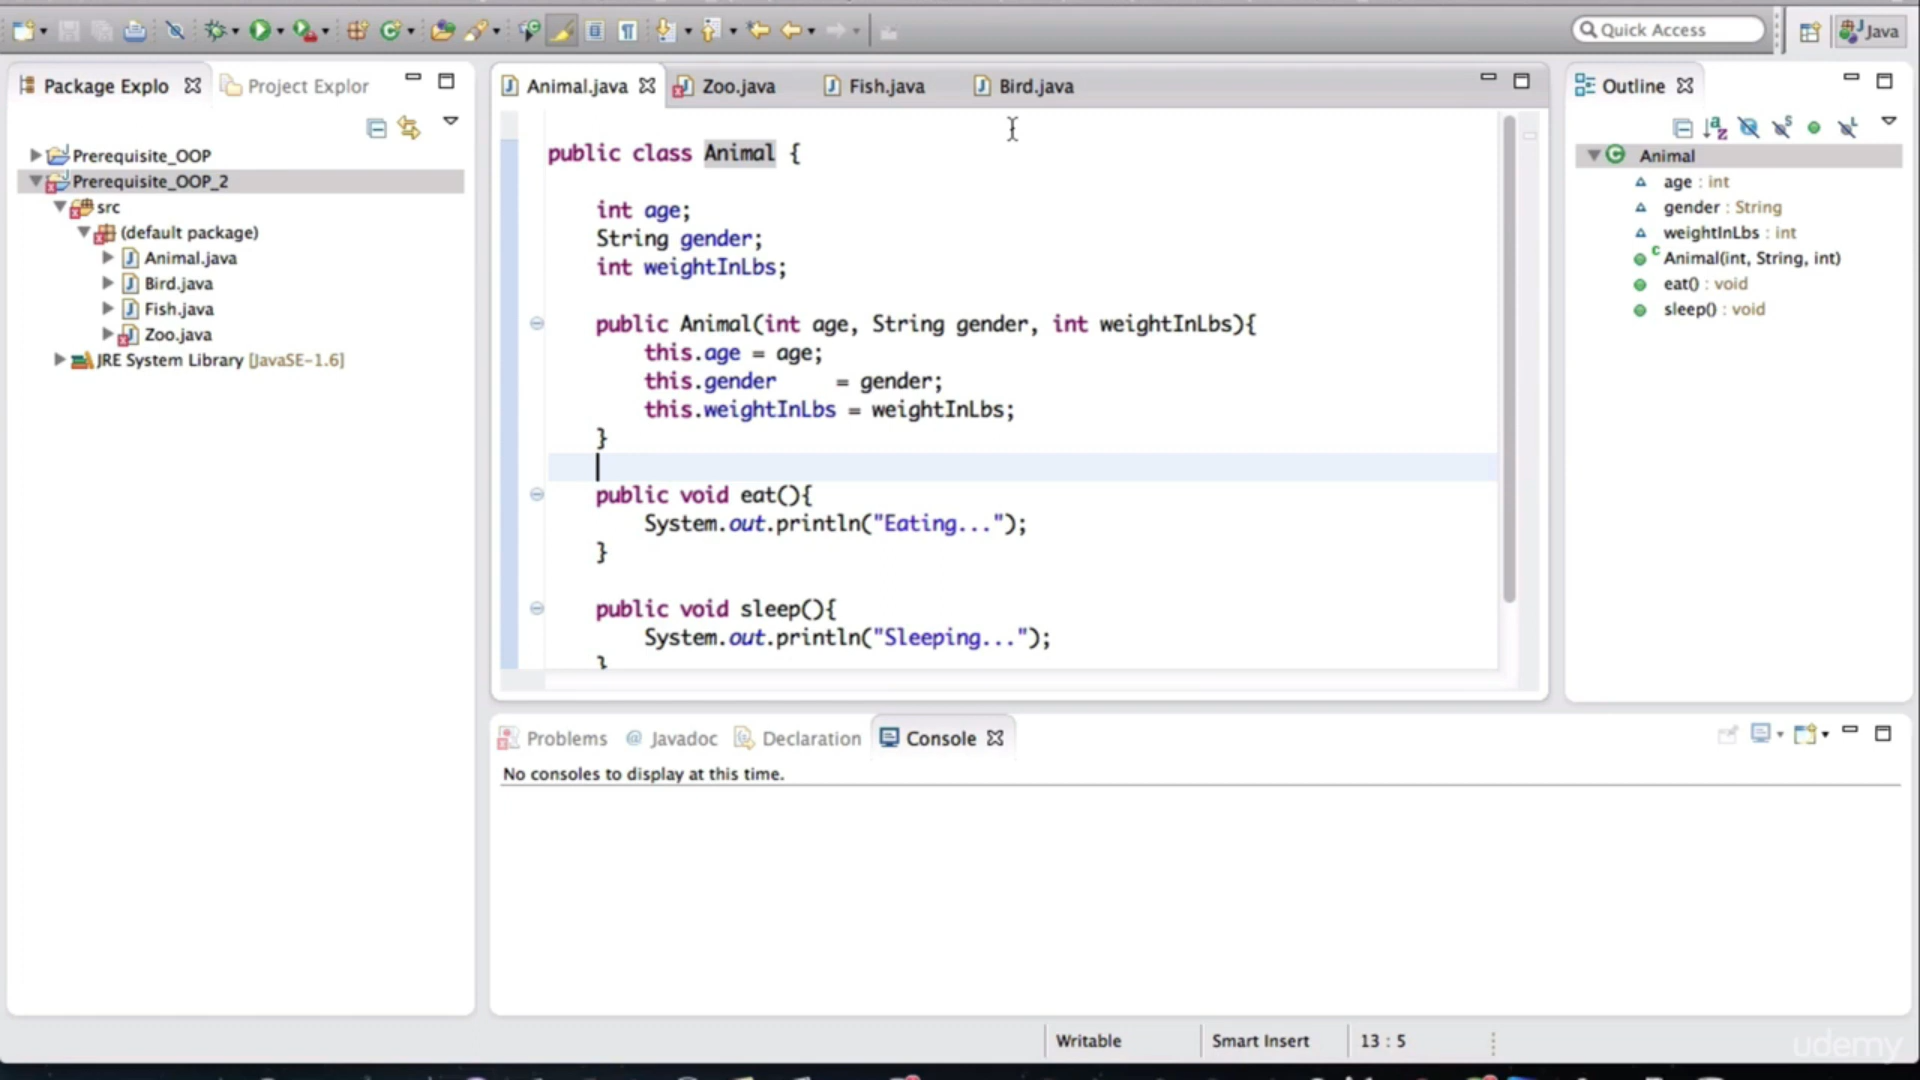 Quick Access
Java
Package Explo
Project Explor
Prerequisite_OOP
Prerequisite_OOP_2
src
(default package)
Animal.java
Bird.java
Fish.java
Zoo.java
JRE System Library [JavaSE-1.6]
Animal.java
Zoo.java
Fish.java
Bird.java
public class Animal {
int age;
String gender;
int weightInLbs;
public Animal(int age, String gender, int weightInLbs){
this.age = age;
this.gender     = gender;
this.weightInLbs = weightInLbs;
}
public void eat(){
System.out.println("Eating...");
}
public void sleep(){
System.out.println("Sleeping...");
}
Outline
Animal
age : int
gender : String
weightInLbs : int
Animal(int, String, int)
eat() : void
sleep() : void
Problems
@ Javadoc
Declaration
Console
No consoles to display at this time.
Writable
Smart Insert
13 : 5
udemy